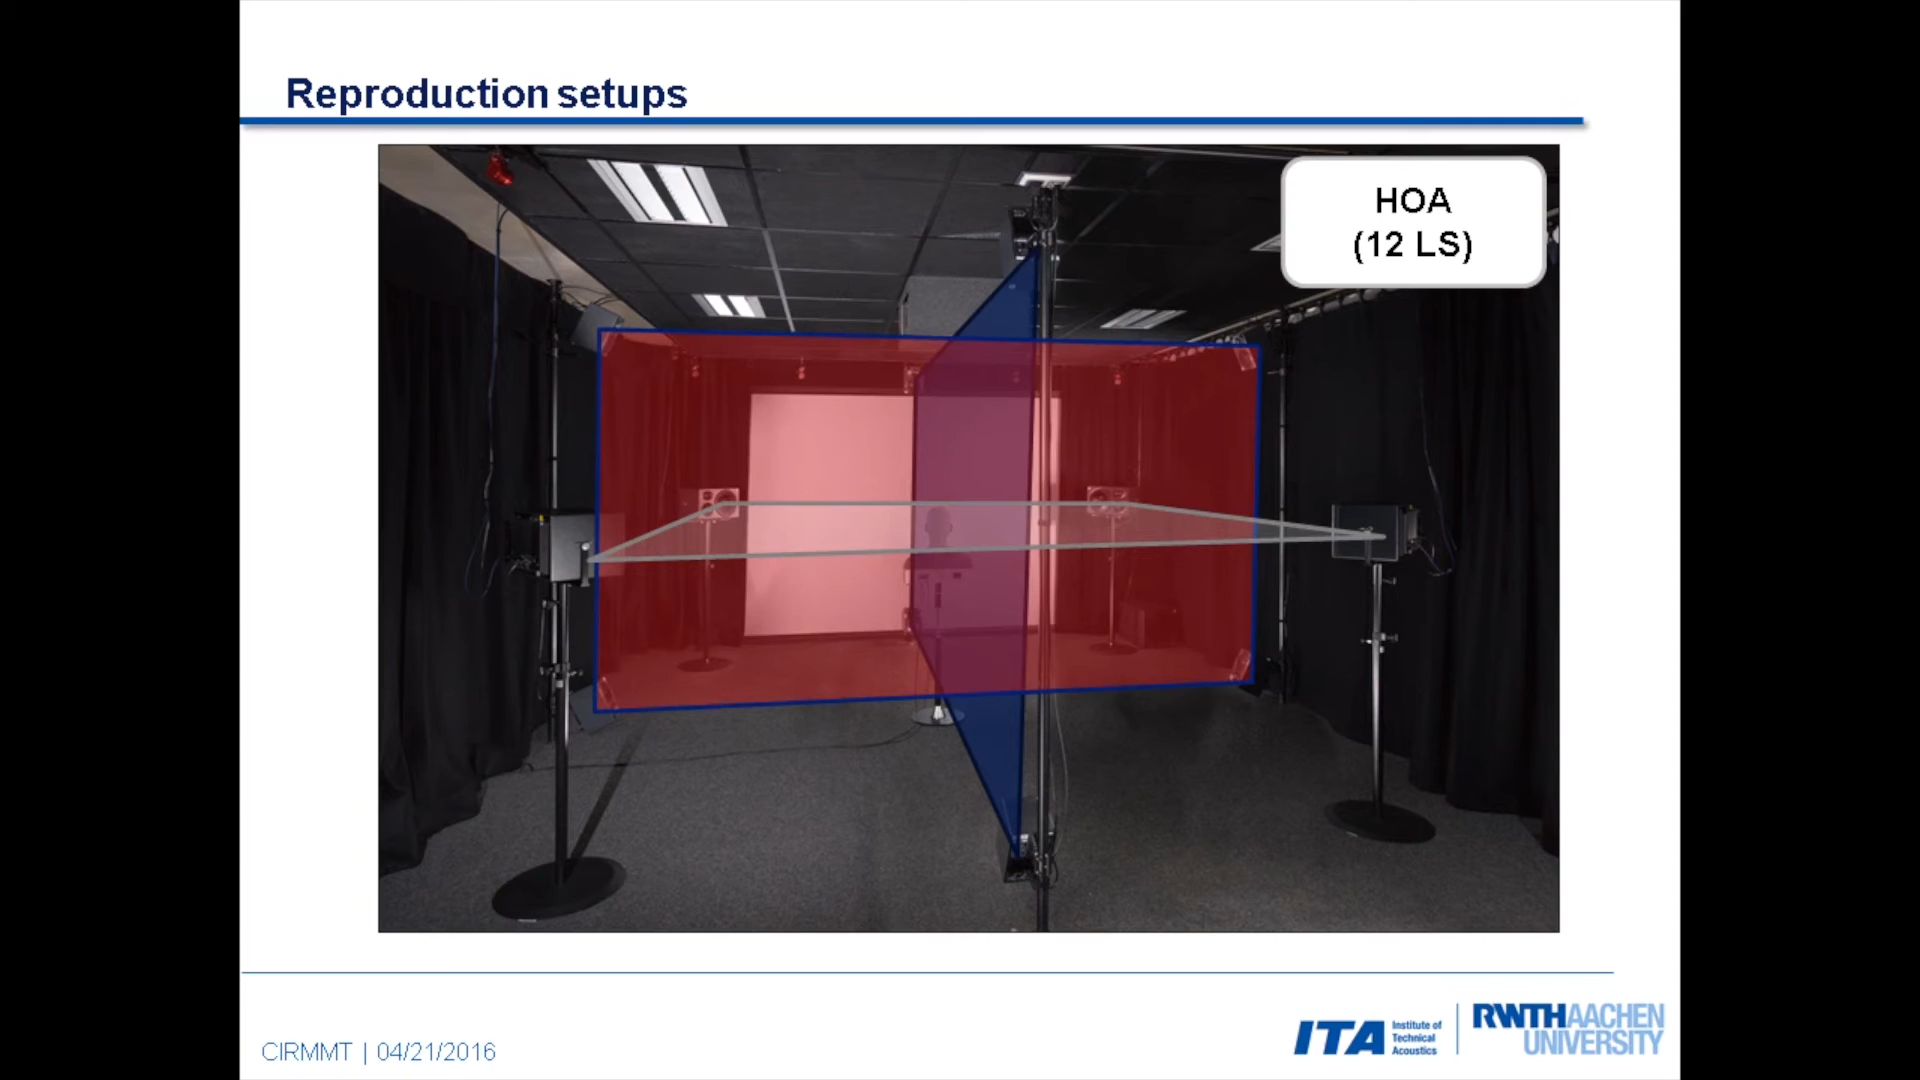 Reproduction setups
HOA
(12 LS)
CIRMMT | 04/21/2016
ITA
Institute of
Technical
Acoustics
RWTHAACHEN
UNIVERSITY